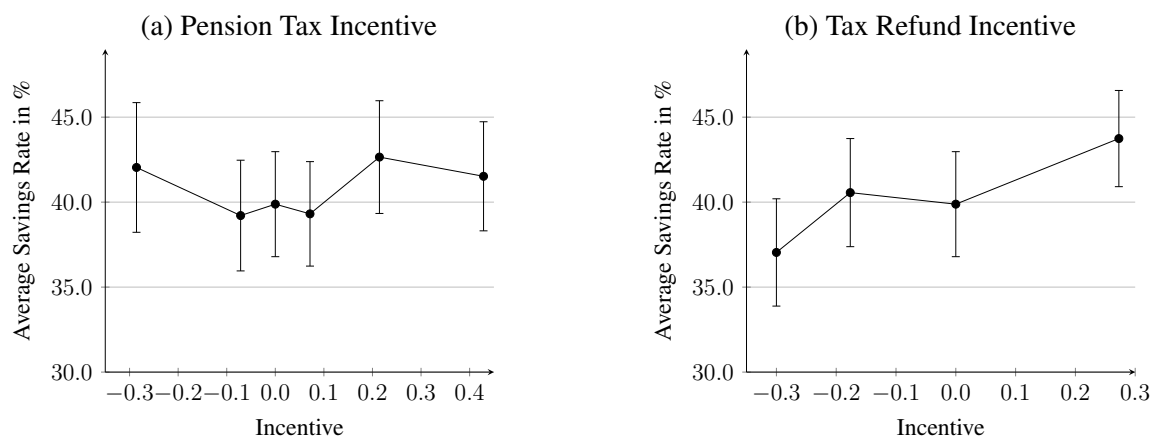 (a) Pension Tax Incentive
Average Savings Rate in %
45.0
40.0
35.0
30.0
−0.3 −0.2 −0.1 0.0 0.1 0.2 0.3 0.4
Incentive
(b) Tax Refund Incentive
Average Savings Rate in %
45.0
40.0
35.0
30.0
−0.3 −0.2 −0.1 0.0 0.1 0.2 0.3
Incentive